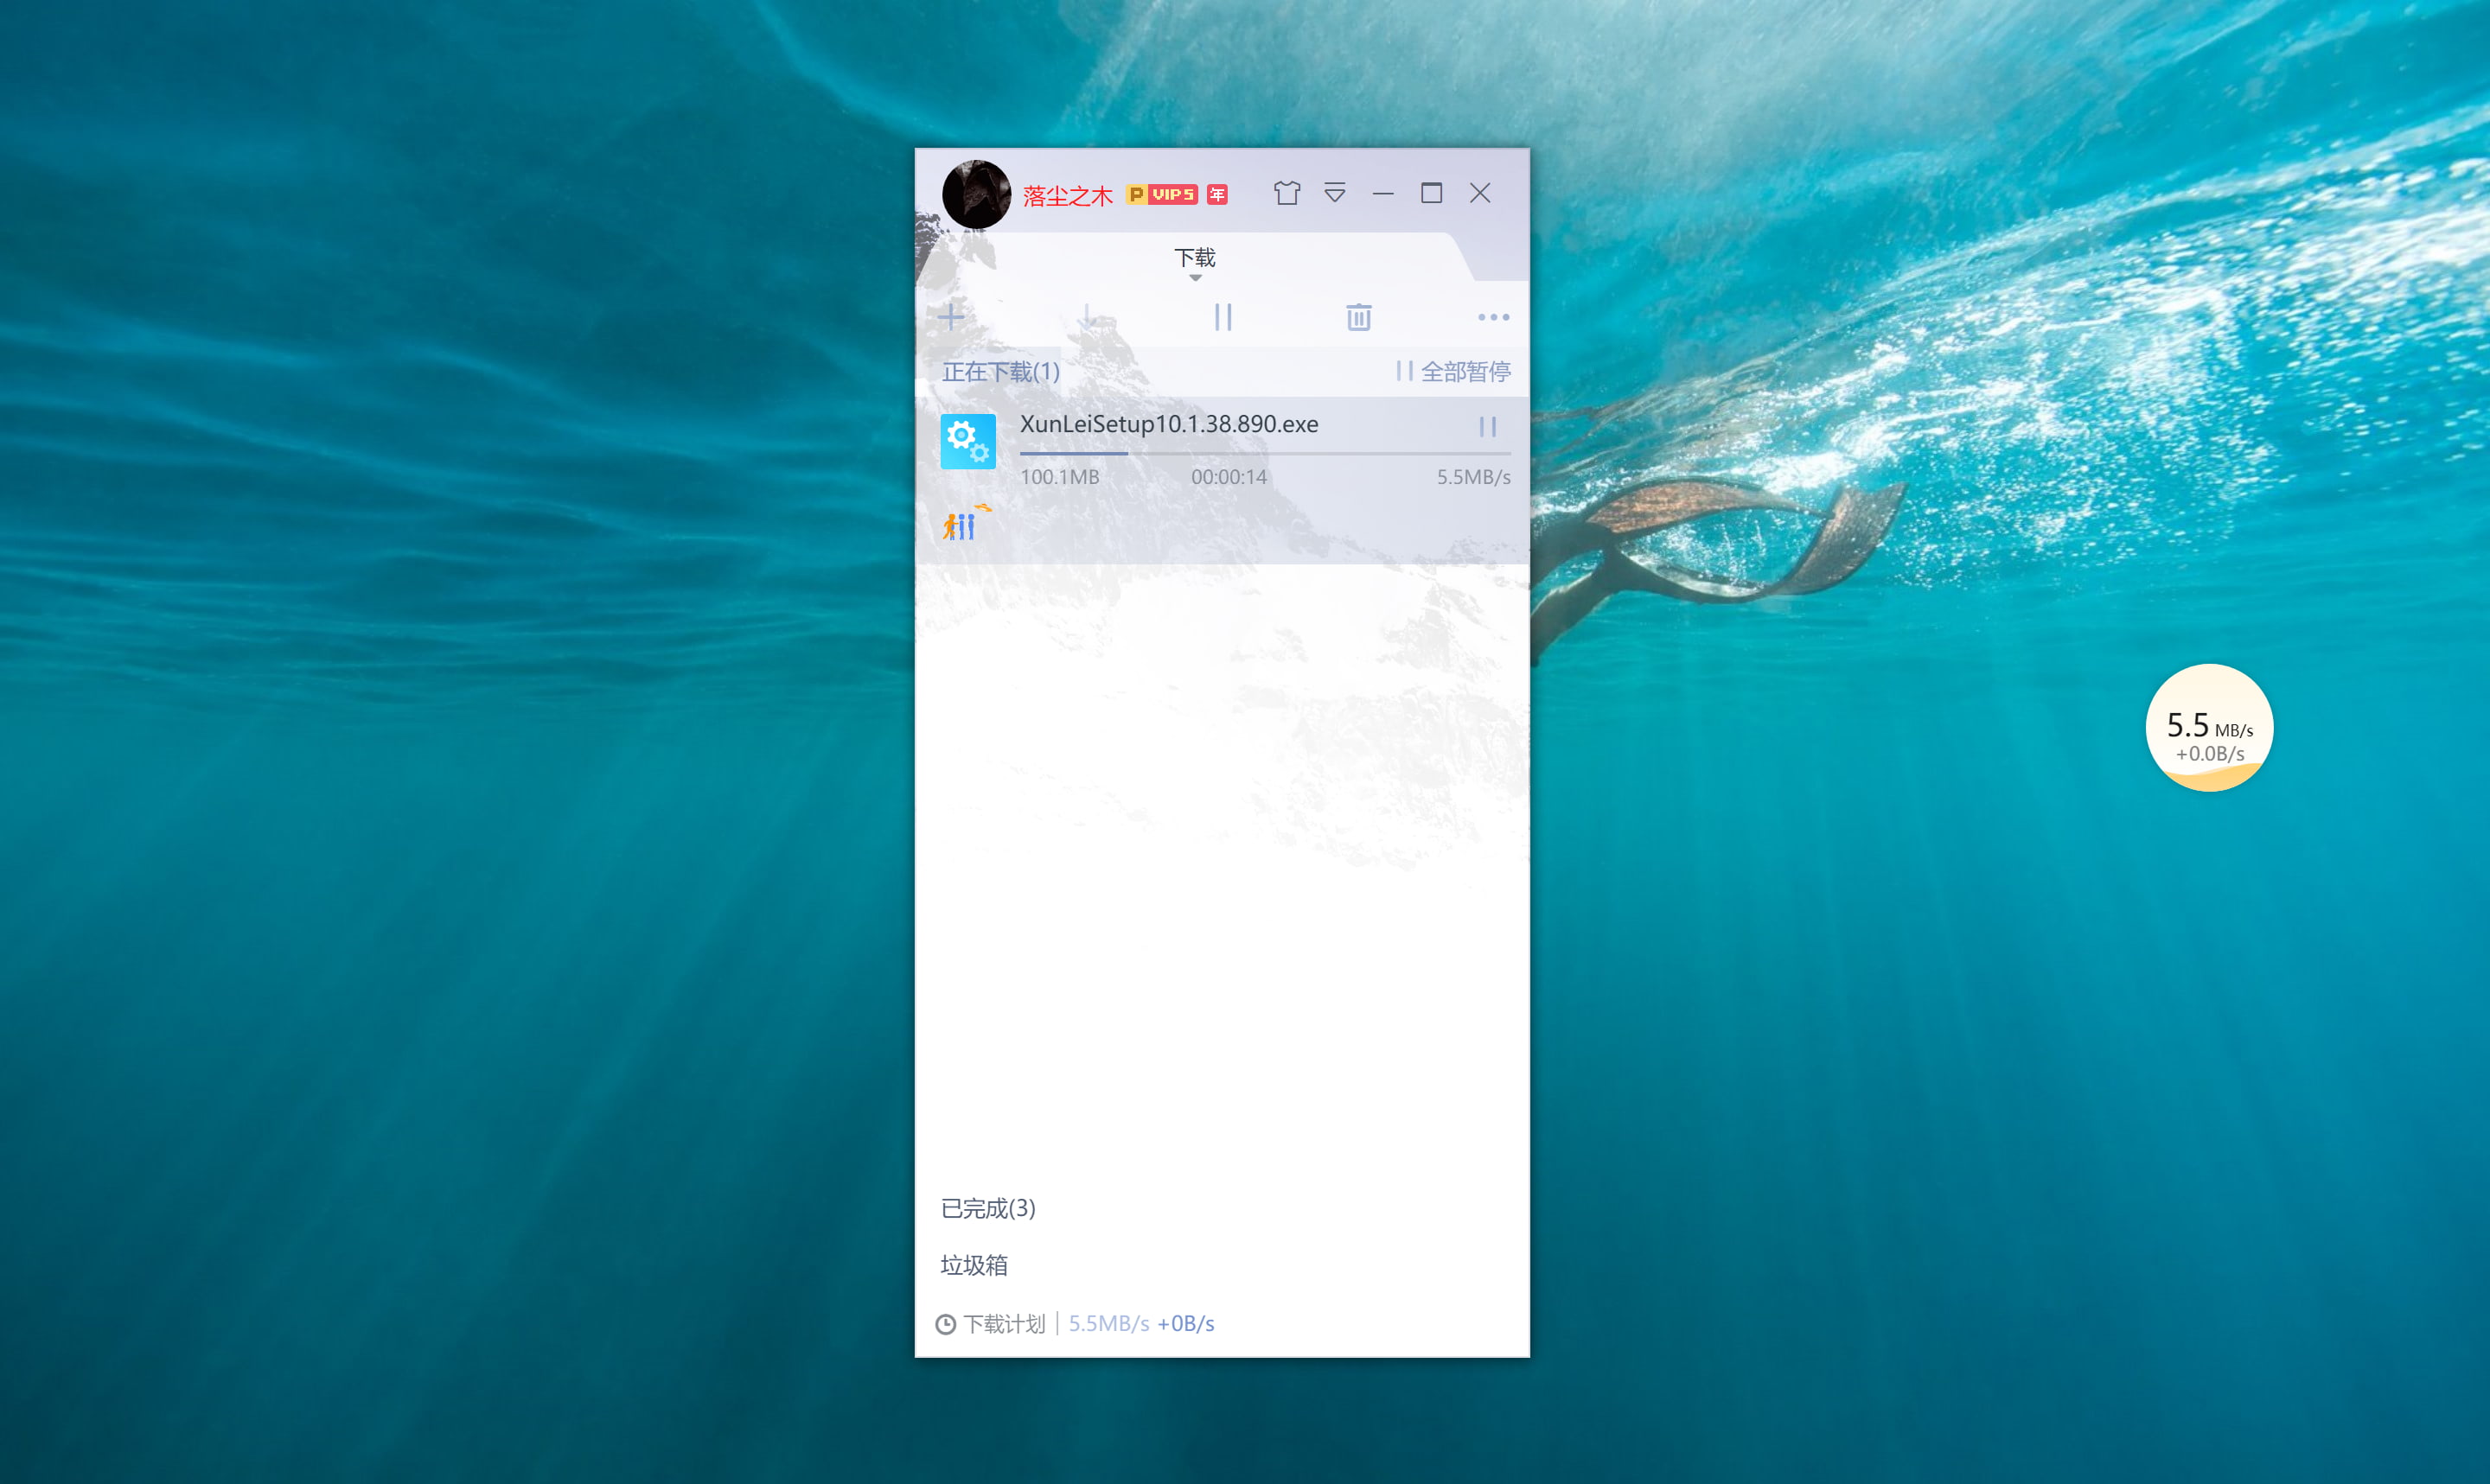 落尘之木 P VIP5 年
下载
正在下载(1) 全部暂停
XunLeiSetup10.1.38.890.exe
100.1MB 00:00:14 5.5MB/s
5.5 MB/s
+0.0B/s
已完成(3)
垃圾箱
下载计划 5.5MB/s +0B/s